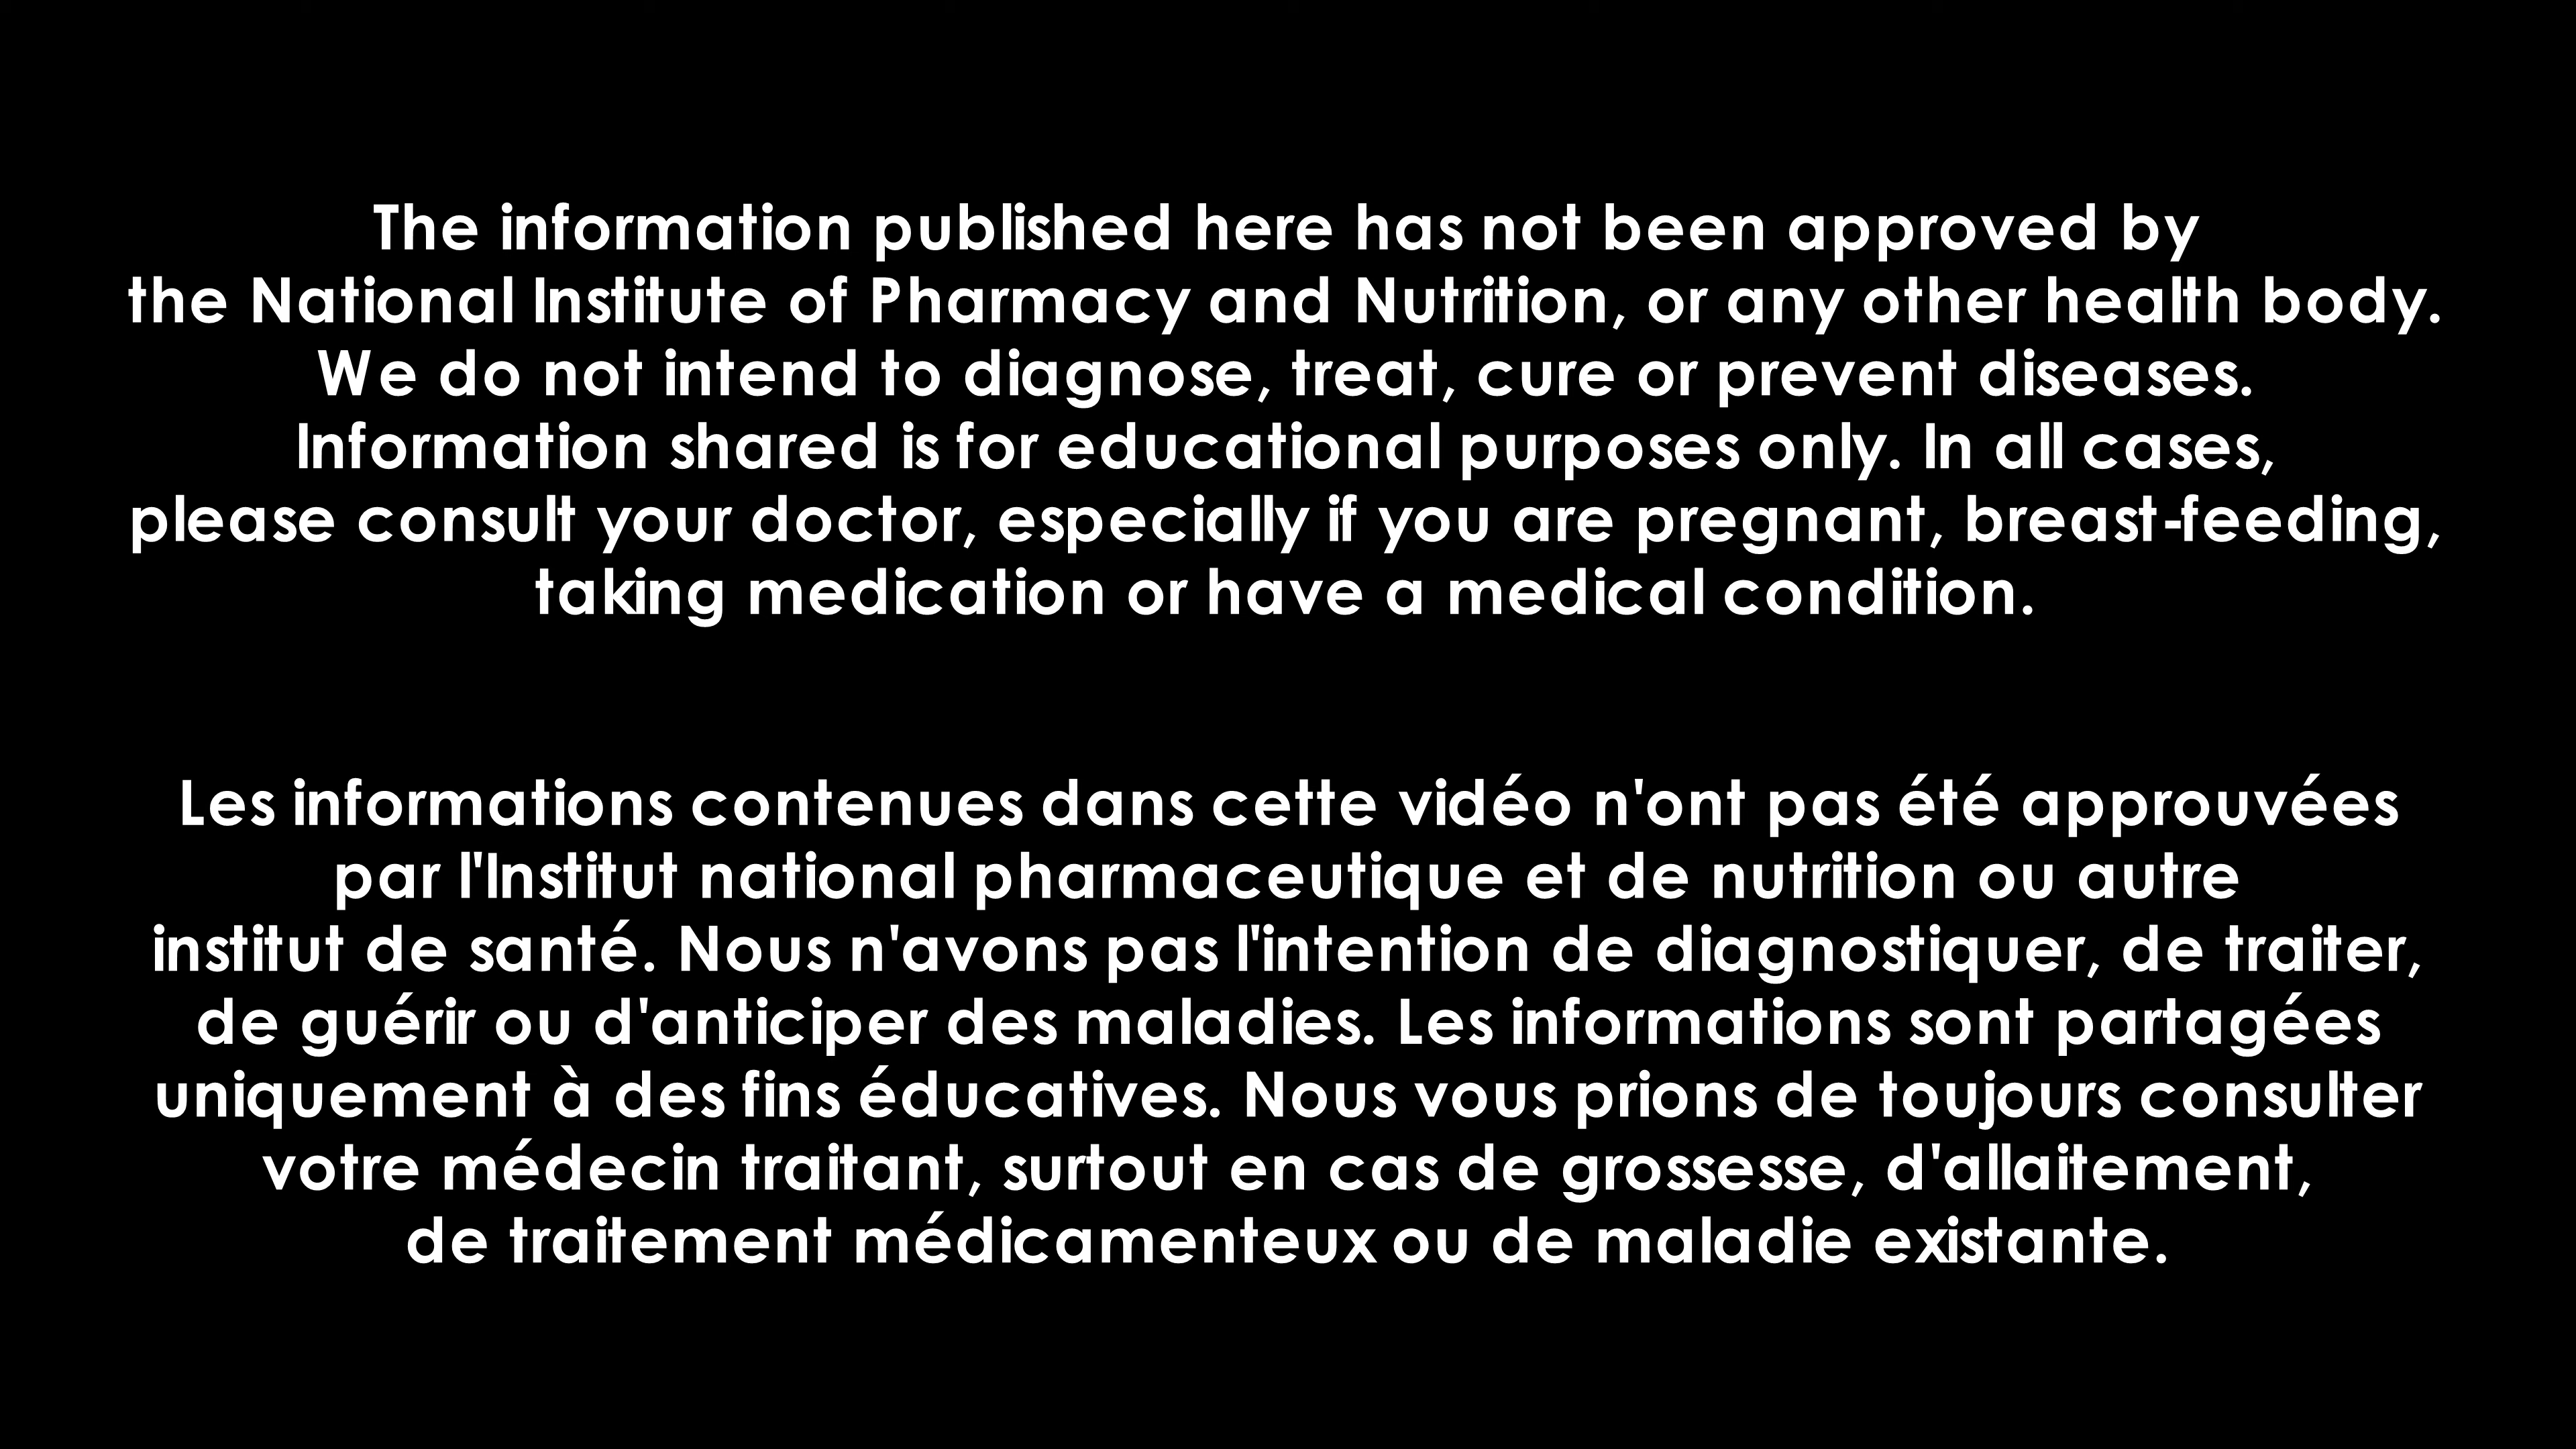 The information published here has not been approved by
the National Institute of Pharmacy and Nutrition, or any other health body.
We do not intend to diagnose, treat, cure or prevent diseases.
Information shared is for educational purposes only. In all cases,
please consult your doctor, especially if you are pregnant, breast-feeding,
taking medication or have a medical condition.
Les informations contenues dans cette vidéo n'ont pas été approuvées
par l'Institut national pharmaceutique et de nutrition ou autre
institut de santé. Nous n'avons pas l'intention de diagnostiquer, de traiter,
de guérir ou d'anticiper des maladies. Les informations sont partagées
uniquement à des fins éducatives. Nous vous prions de toujours consulter
votre médecin traitant, surtout en cas de grossesse, d'allaitement,
de traitement médicamenteux ou de maladie existante.